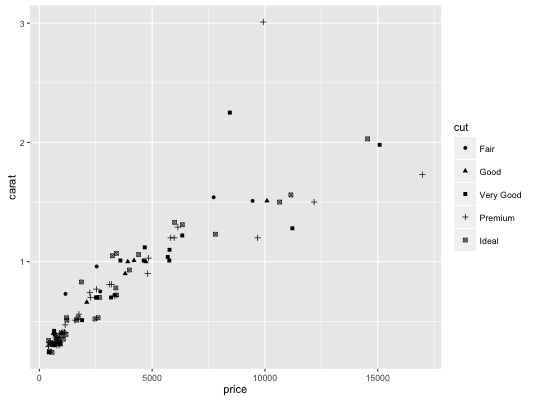 3
2
1
carat
0
5000
10000
15000
price
cut
Fair
Good
Very Good
Premium
Ideal